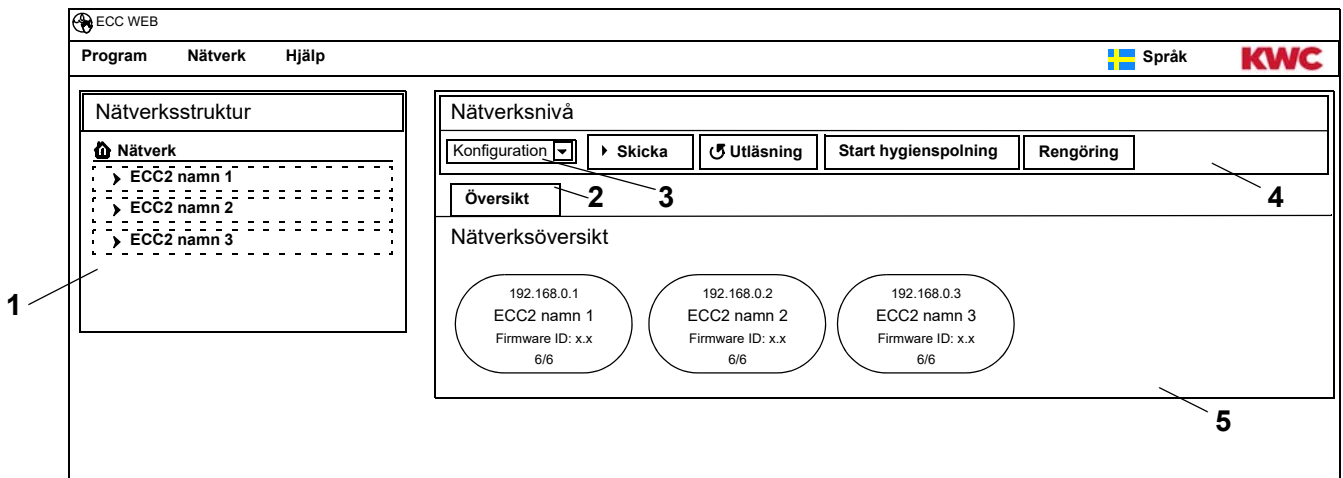 ECC WEB
Program Nätverk Hjälp Språk KWC
Nätverksstruktur
Nätverk
ECC2 namn 1
ECC2 namn 2
ECC2 namn 3
1
Nätverksnivå
Konfiguration Skicka Utläsning Start hygienspolning Rengöring
Översikt 2 3 4
Nätverksöversikt
192.168.0.1
ECC2 namn 1
Firmware ID: x.x
6/6
192.168.0.2
ECC2 namn 2
Firmware ID: x.x
6/6
192.168.0.3
ECC2 namn 3
Firmware ID: x.x
6/6
5